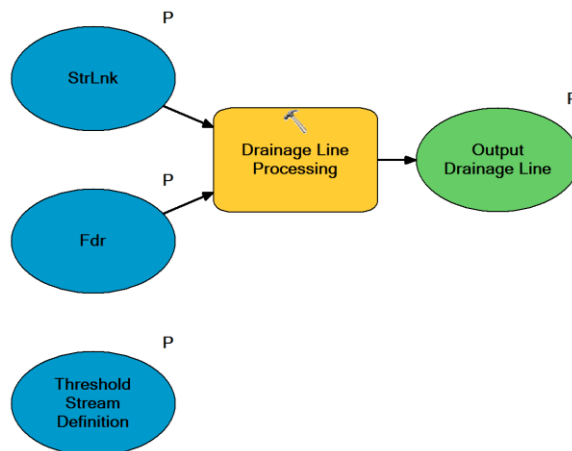 P
StrLnk
P
Drainage Line
Processing
Output
Drainage Line
P
Fdr
P
Threshold
Stream
Definition